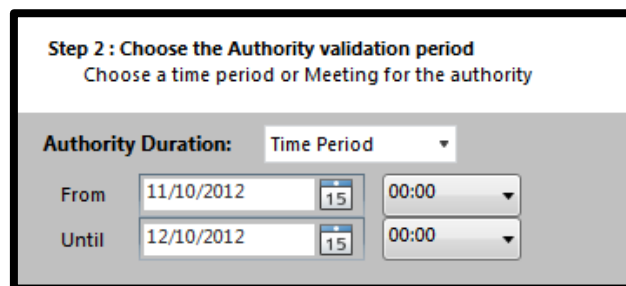 Step 2 : Choose the Authority validation period
Choose a time period or Meeting for the authority
Authority Duration: Time Period
From 11/10/2012 15 00:00
Until 12/10/2012 15 00:00